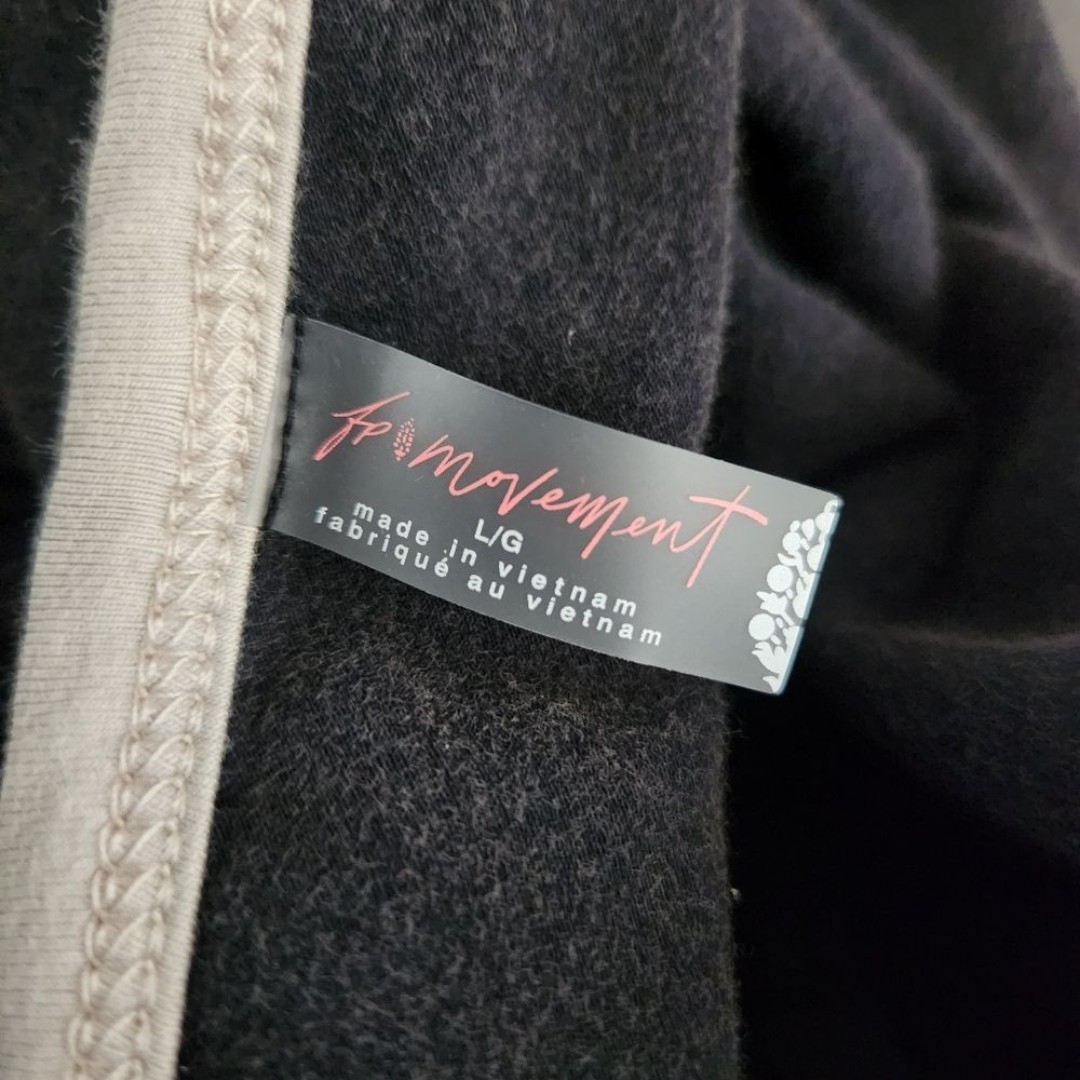 fp movement
L/G
made in vietnam
fabriqué au vietnam